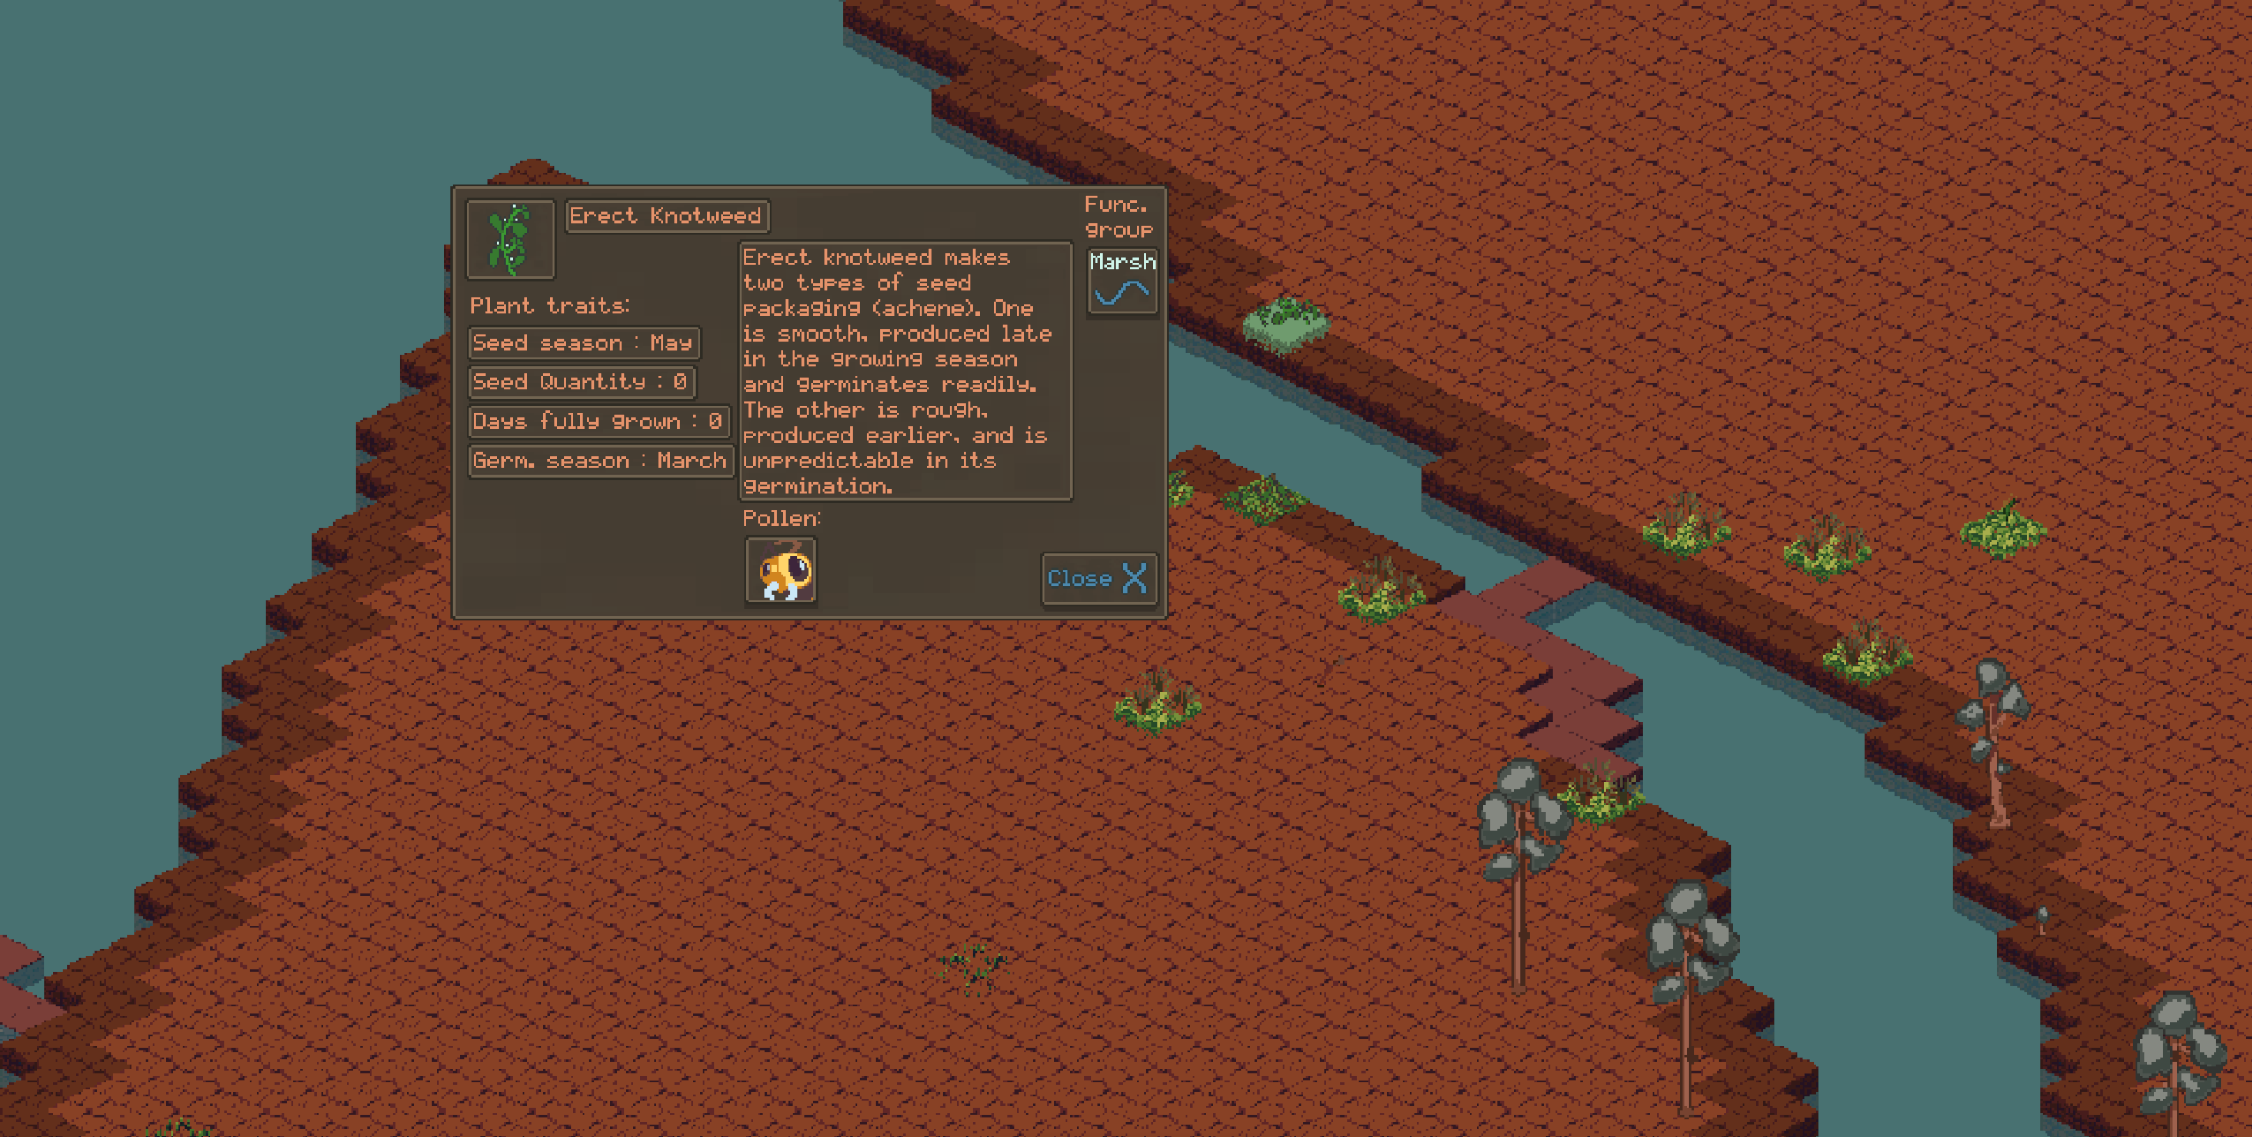 Erect Knotweed
Func.
group
Marsh
Plant traits:
Seed season : May
Seed Quantity : 0
Days fully grown : 0
Germ. season : March
Erect knotweed makes
two types of seed
packaging (achene). One
is smooth, produced late
in the growing season
and germinates readily.
The other is rough,
produced earlier, and is
unpredictable in its
germination.
Pollen:
Close X